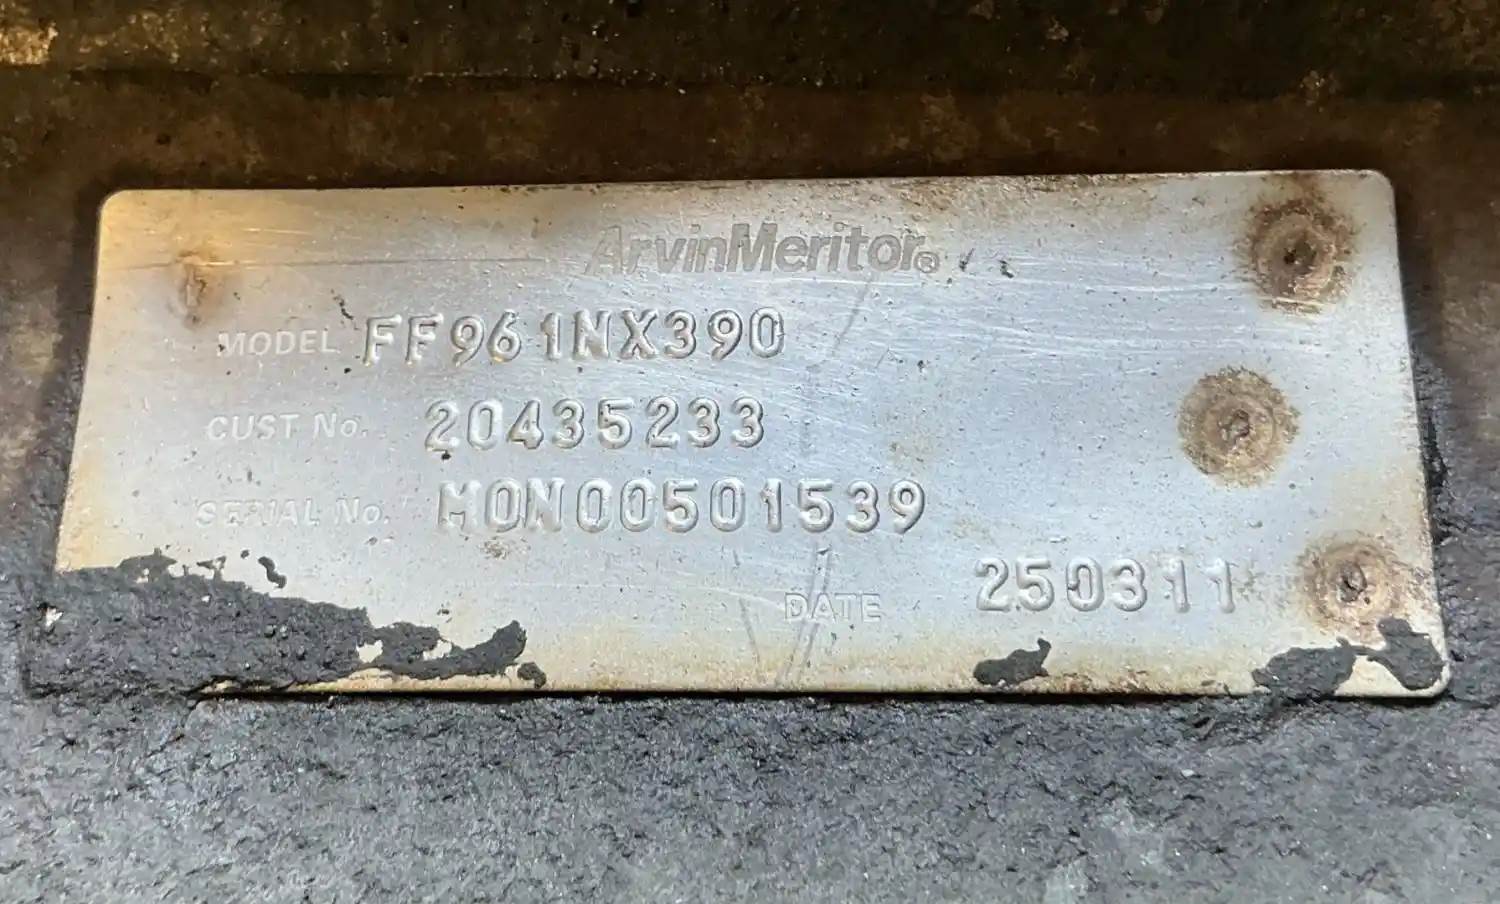 ArvinMeritor®
MODEL FF961NX390
CUST No. 20435233
SERIAL No. MON00501539
DATE 250311